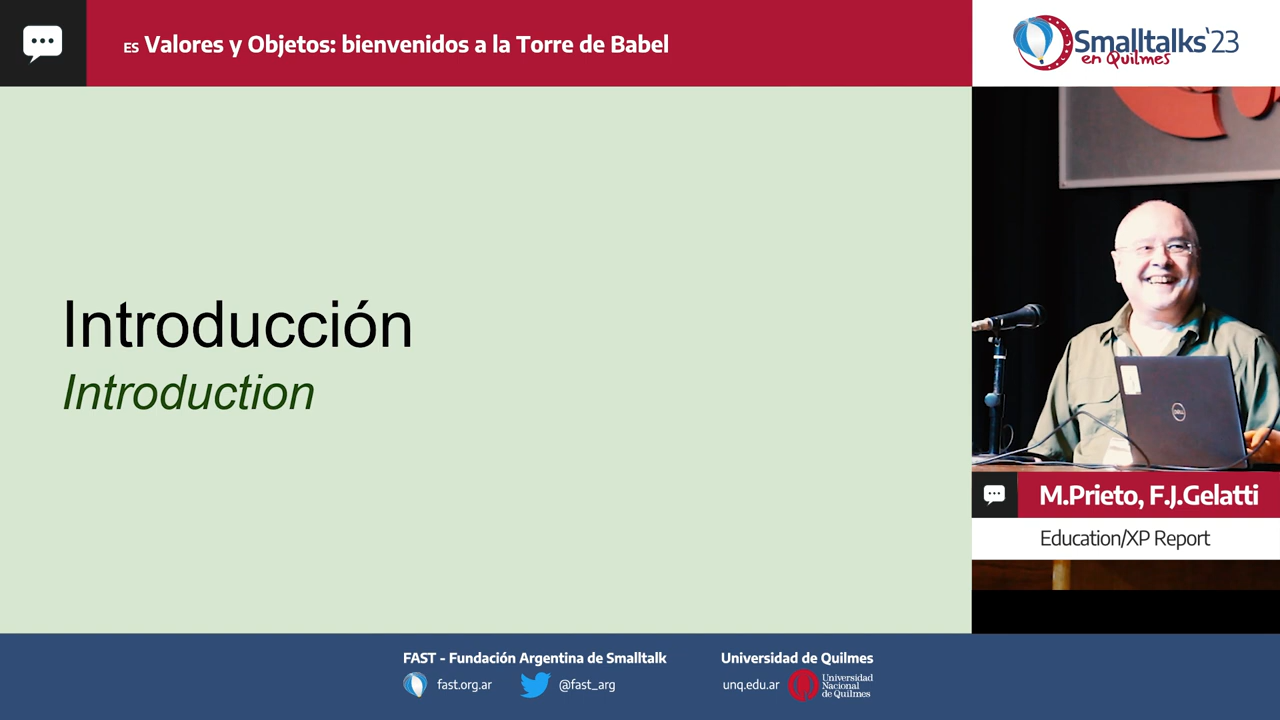 ES Valores y Objetos: bienvenidos a la Torre de Babel
Smalltalks'23
en Quilmes
Introducción
Introduction
DELL
M.Prieto, F.J.Gelatti
Education/XP Report
FAST - Fundación Argentina de Smalltalk
fast.org.ar
@fast_arg
Universidad de Quilmes
unq.edu.ar
Universidad
Nacional
de Quilmes